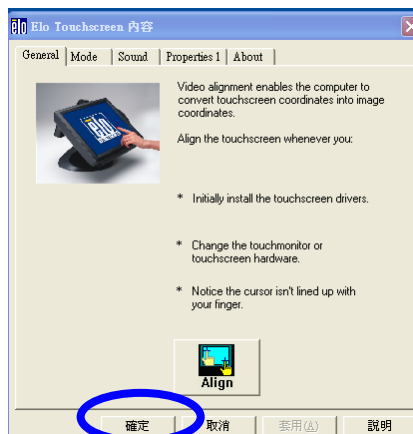 elo Elo Touchscreen 內容
General Mode Sound Properties 1 About
Video alignment enables the computer to
convert touchscreen coordinates into image
coordinates.
Align the touchscreen whenever you:
elo
* Initially install the touchscreen drivers.
* Change the touchmonitor or
touchscreen hardware.
* Notice the cursor isn't lined up with
your finger.
Align
確定 取消 套用(A) 說明